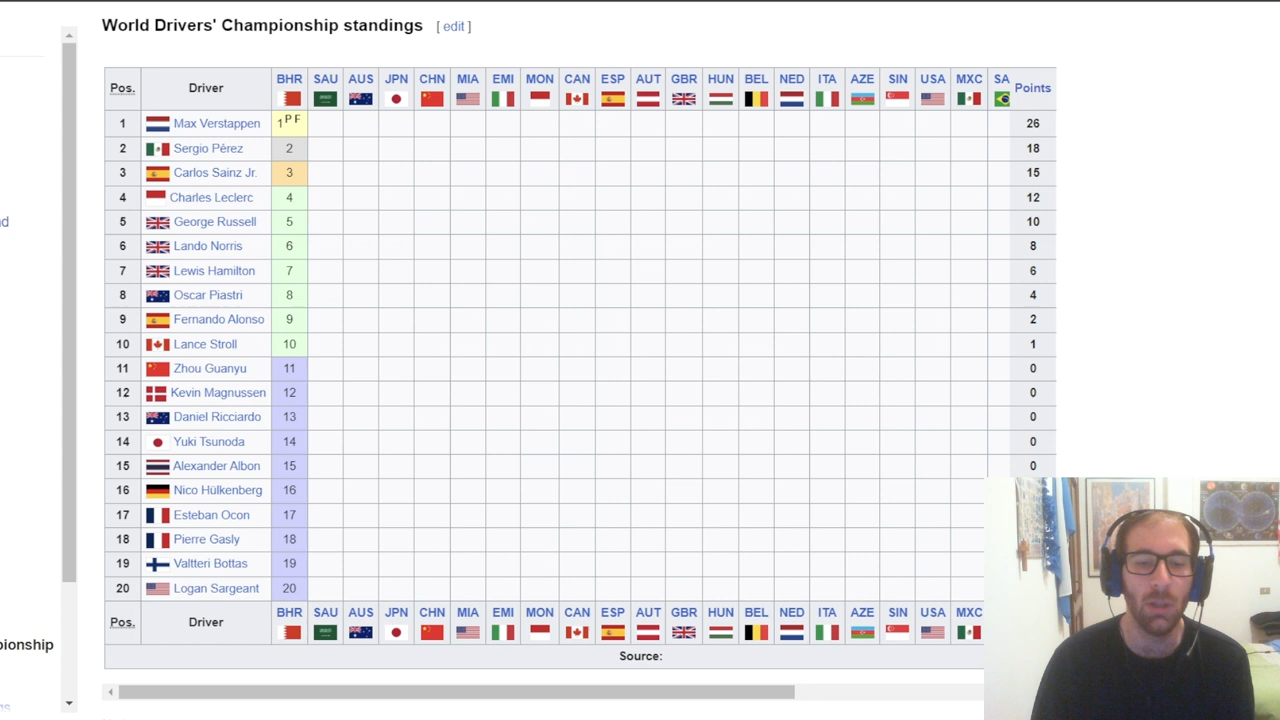 World Drivers' Championship standings [ edit ]
Pos. Driver BHR SAU AUS JPN CHN MIA EMI MON CAN ESP AUT GBR HUN BEL NED ITA AZE SIN USA MXC SA Points
1 Max Verstappen 1 P F 26
2 Sergio Pérez 2 18
3 Carlos Sainz Jr. 3 15
4 Charles Leclerc 4 12
5 George Russell 5 10
nd
6 Lando Norris 6 8
7 Lewis Hamilton 7 6
8 Oscar Piastri 8 4
9 Fernando Alonso 9 2
10 Lance Stroll 10 1
11 Zhou Guanyu 11 0
12 Kevin Magnussen 12 0
13 Daniel Ricciardo 13 0
14 Yuki Tsunoda 14 0
15 Alexander Albon 15 0
16 Nico Hülkenberg 16
17 Esteban Ocon 17
18 Pierre Gasly 18
19 Valtteri Bottas 19
20 Logan Sargeant 20
Pos. Driver BHR SAU AUS JPN CHN MIA EMI MON CAN ESP AUT GBR HUN BEL NED ITA AZE SIN USA MXC
pionship
Source: